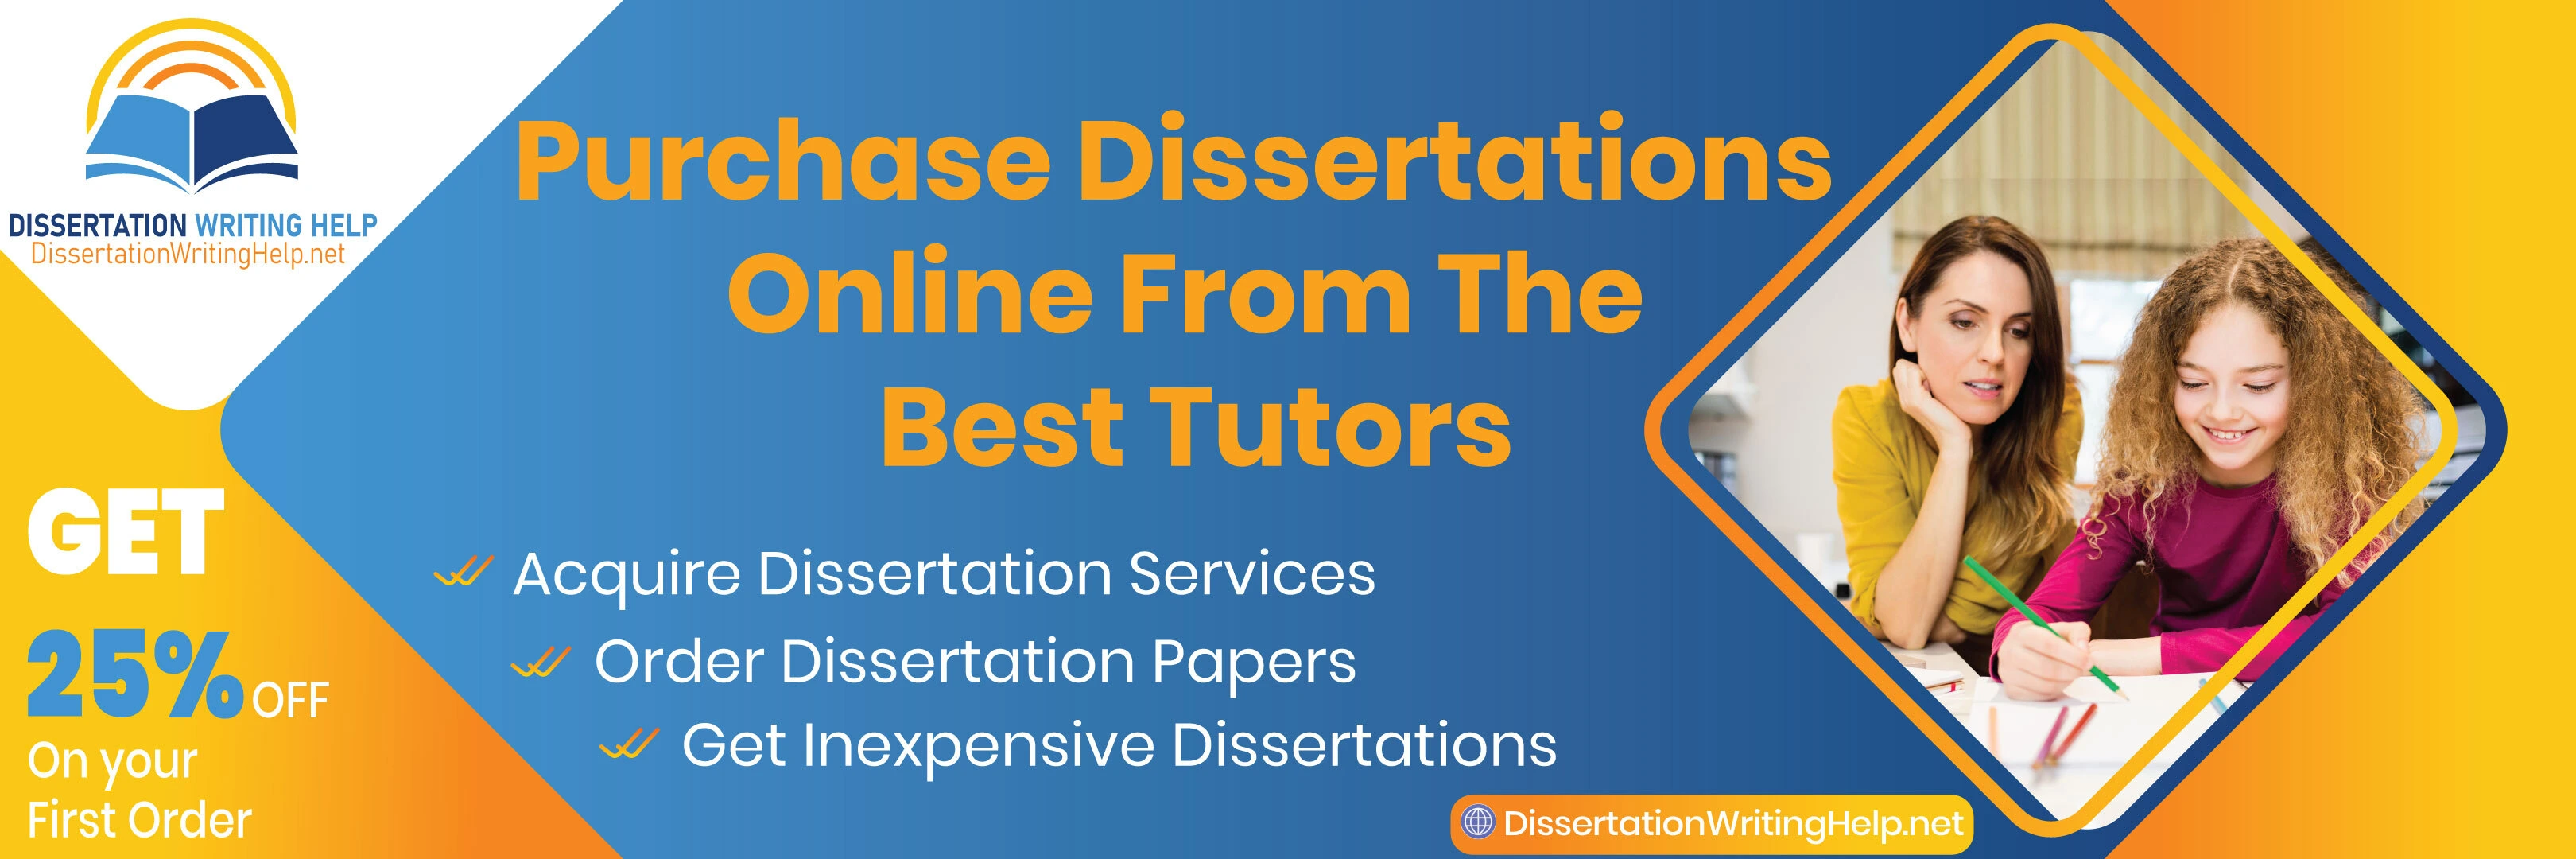 DISSERTATION WRITING HELP
DissertationWritingHelp.net
Purchase Dissertations
Online From The
Best Tutors
GET
25% OFF
On your
First Order
Acquire Dissertation Services
Order Dissertation Papers
Get Inexpensive Dissertations
DissertationWritingHelp.net